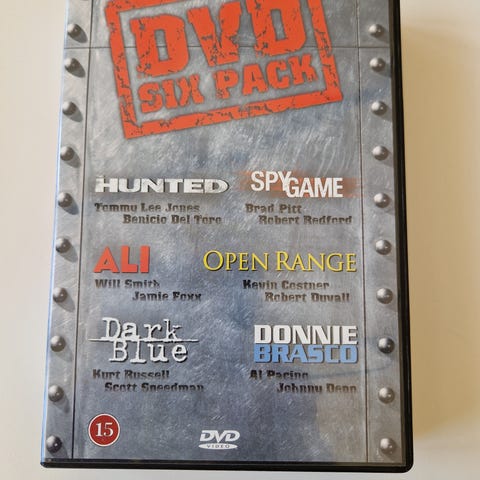 DVD
SIX PACK
THE HUNTED
Tommy Lee Jones
Benicio Del Toro
SPY GAME
Brad Pitt
Robert Redford
ALI
Will Smith
Jamie Foxx
OPEN RANGE
Kevin Costner
Robert Duvall
Dark
Blue
Kurt Russell
Scott Speedman
DONNIE
BRASCO
Al Pacino
Johnny Depp
15
DVD
VIDEO